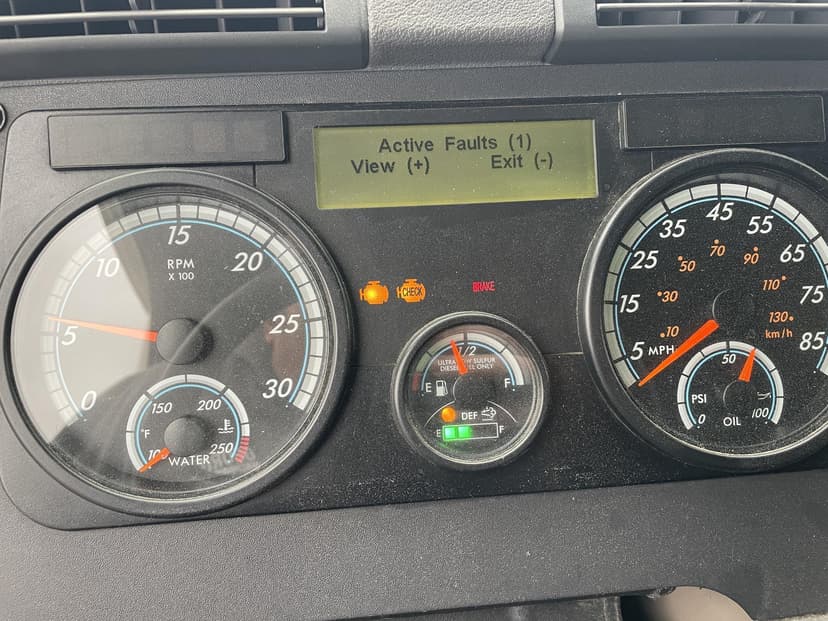 Active Faults (1)
View (+) Exit (-)
0
5
10
15
20
25
30
RPM
X 100
100
150
200
250
°F
WATER
CHECK
BRAKE
E
1/2
F
ULTRA LOW SULFUR
DIESEL FUEL ONLY
DEF
E
F
5
15
25
35
45
55
65
75
85
MPH
10
30
50
70
90
110
130
km/h
0
50
100
PSI
OIL